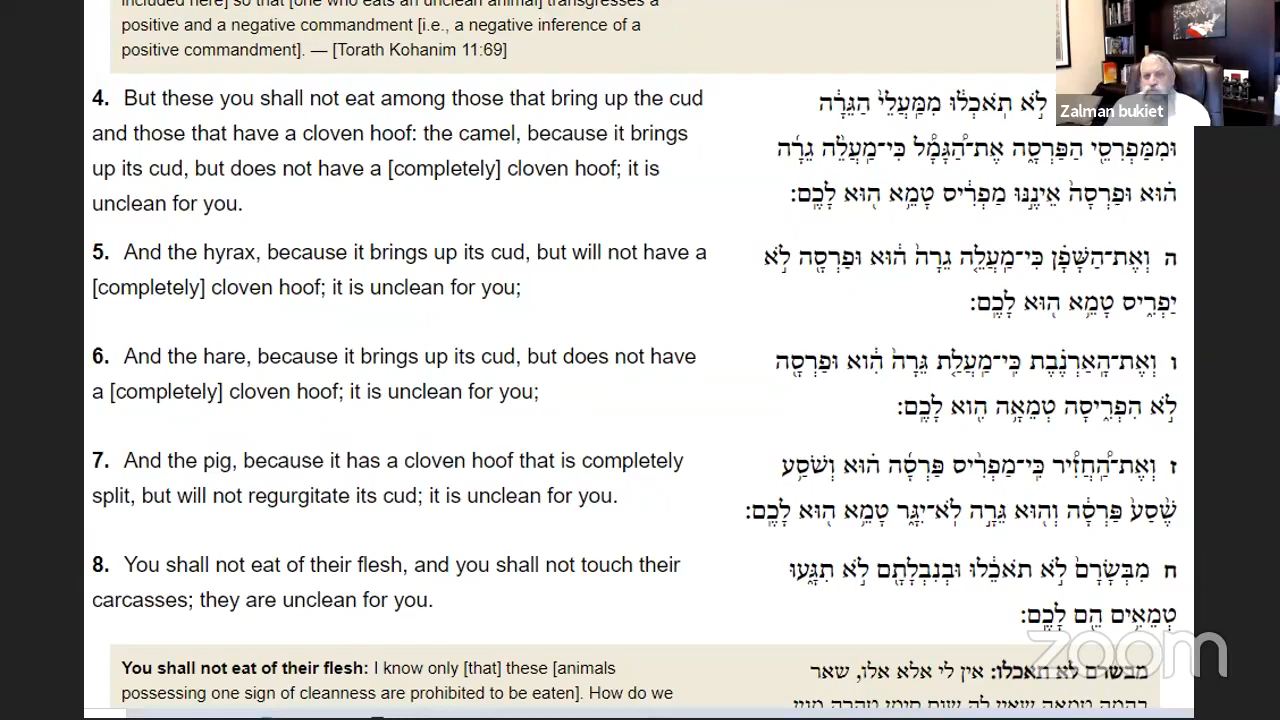 included here] so that [one who eats an unclean animal] transgresses a
positive and a negative commandment [i.e., a negative inference of a
positive commandment]. — [Torath Kohanim 11:69]
Zalman bukiet
4. But these you shall not eat among those that bring up the cud
and those that have a cloven hoof: the camel, because it brings
up its cud, but does not have a [completely] cloven hoof; it is
unclean for you.
לֹ֤א תֹֽאכְלוּ֙ מִמַּֽעֲלֵ֣י הַגֵּרָ֔ה
וּמִמַּפְרִסֵ֖י הַפַּרְסָ֑ה אֶת־הַ֠גָּמָ֠ל כִּי־מַֽעֲלֵ֨ה גֵרָ֜ה
ה֗וּא וּפַרְסָה֙ אֵינֶ֣נּוּ מַפְרִ֔יס טָמֵ֥א ה֖וּא לָכֶֽם:
5. And the hyrax, because it brings up its cud, but will not have a
[completely] cloven hoof; it is unclean for you;
ה וְאֶת־הַשָּׁפָ֗ן כִּי־מַֽעֲלֵ֤ה גֵרָה֙ ה֔וּא וּפַרְסָ֖ה לֹ֣א
יַפְרִ֑יס טָמֵ֥א ה֖וּא לָכֶֽם:
6. And the hare, because it brings up its cud, but does not have
a [completely] cloven hoof; it is unclean for you;
ו וְאֶת־הָֽאַרְנֶ֗בֶת כִּי־מַֽעֲלַ֤ת גֵּרָה֙ הִ֔וא וּפַרְסָ֖ה
לֹ֣א הִפְרִ֑יסָה טְמֵאָ֥ה הִ֖וא לָכֶֽם:
7. And the pig, because it has a cloven hoof that is completely
split, but will not regurgitate its cud; it is unclean for you.
ז וְאֶת־הַֽ֠חֲזִ֠יר כִּֽי־מַפְרִ֨יס פַּרְסָ֜ה ה֗וּא וְשֹׁסַ֥ע
שֶׁ֨סַע֙ פַּרְסָ֔ה וְה֖וּא גֵּרָ֣ה לֹֽא־יִגָּ֑ר טָמֵ֥א ה֖וּא לָכֶֽם:
8. You shall not eat of their flesh, and you shall not touch their
carcasses; they are unclean for you.
ח מִבְּשָׂרָם֙ לֹ֣א תֹאכֵ֔לוּ וּבְנִבְלָתָ֖ם לֹ֣א תִגָּ֑עוּ
טְמֵאִ֥ים הֵ֖ם לָכֶֽם:
zoom
You shall not eat of their flesh: I know only [that] these [animals
possessing one sign of cleanness are prohibited to be eaten]. How do we
מבשרם לא תאכלו: אין לי אלא אלו, שאר
בהמה טמאה שאין לה שום סימן טהרה מנין